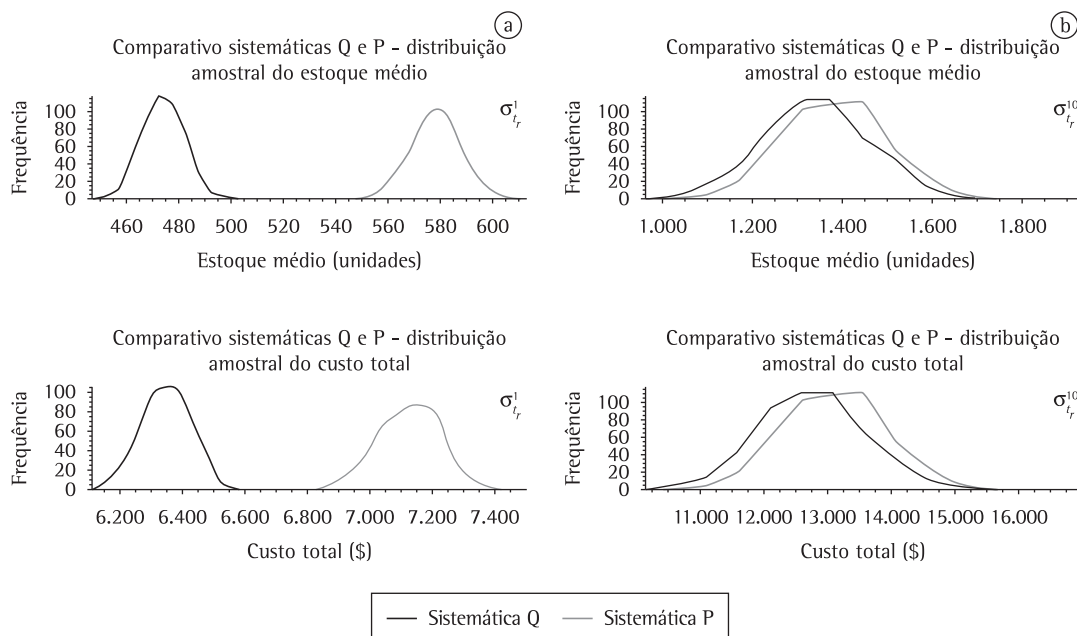 a
Comparativo sistemáticas Q e P - distribuição
amostral do estoque médio
σ¹tᵣ
Frequência
100
80
60
40
20
0
460 480 500 520 540 560 580 600
Estoque médio (unidades)
b
Comparativo sistemáticas Q e P - distribuição
amostral do estoque médio
σ¹⁰tᵣ
Frequência
100
80
60
40
20
0
1.000 1.200 1.400 1.600 1.800
Estoque médio (unidades)
Comparativo sistemáticas Q e P - distribuição
amostral do custo total
σ¹tᵣ
Frequência
100
80
60
40
20
0
6.200 6.400 6.600 6.800 7.000 7.200 7.400
Custo total ($)
Comparativo sistemáticas Q e P - distribuição
amostral do custo total
σ¹⁰tᵣ
Frequência
100
80
60
40
20
0
11.000 12.000 13.000 14.000 15.000 16.000
Custo total ($)
Sistemática Q Sistemática P